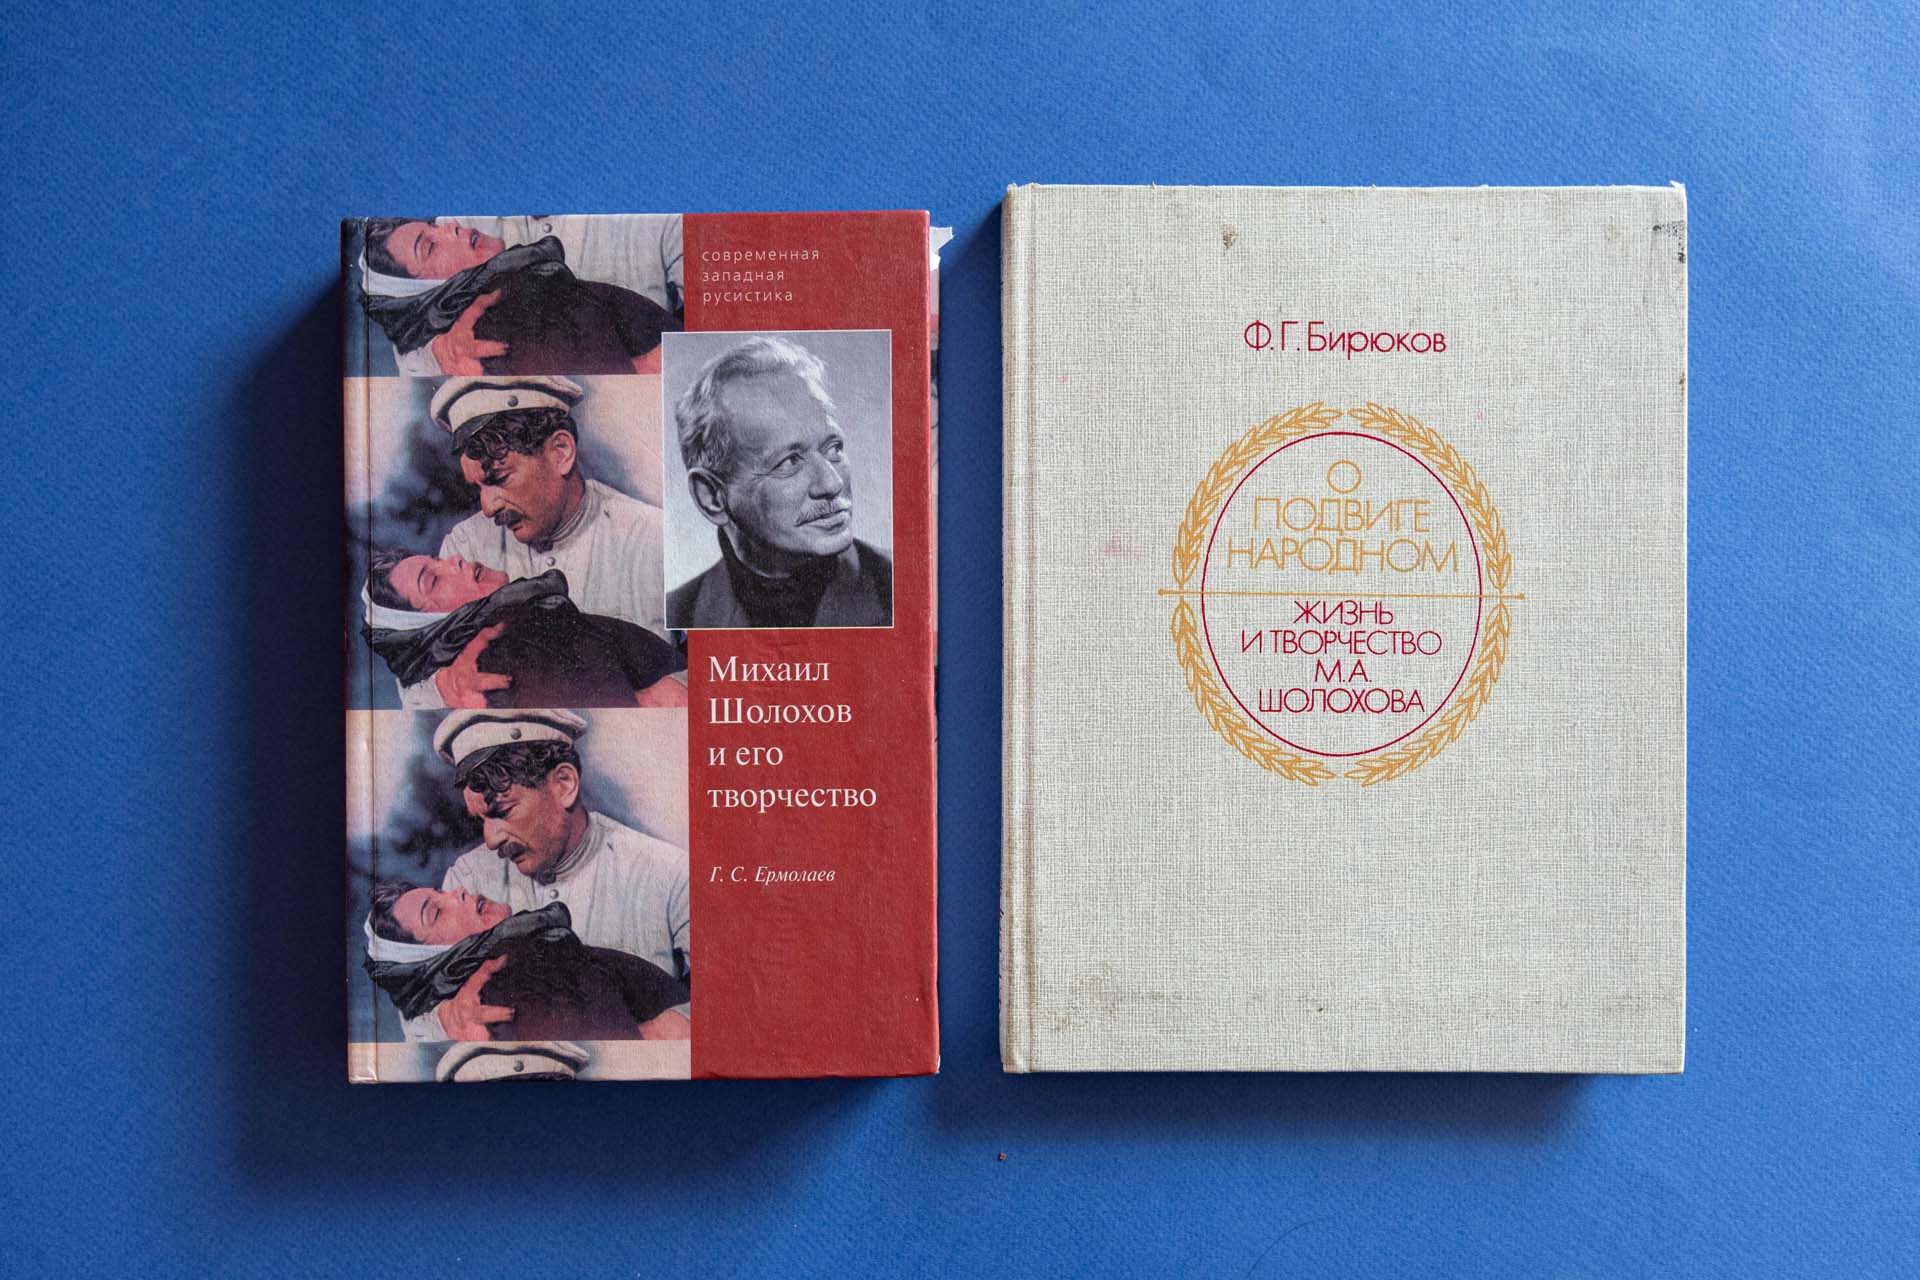 современная
западная
русистика
Михаил
Шолохов
и его
творчество
Г. С. Ермолаев
Ф. Г. Бирюков
О
ПОДВИГЕ
НАРОДНОМ
ЖИЗНЬ
И ТВОРЧЕСТВО
М.А.
ШОЛОХОВА